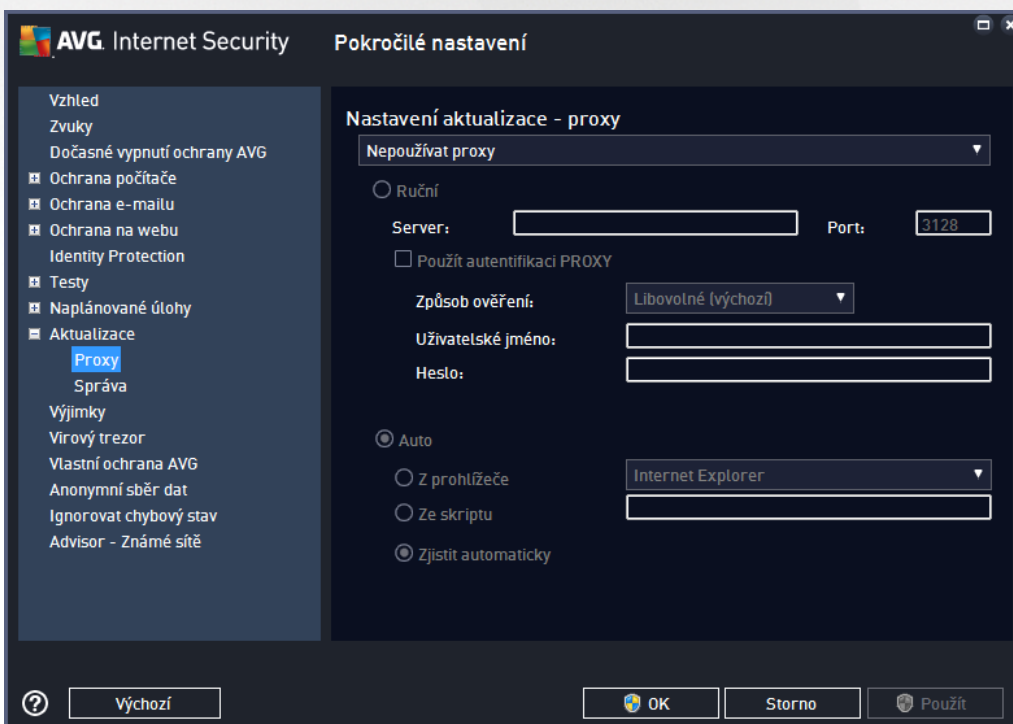 AVG. Internet Security
Pokročilé nastavení
Vzhled
Zvuky
Dočasné vypnutí ochrany AVG
Ochrana počítače
Ochrana e-mailu
Ochrana na webu
Identity Protection
Testy
Naplánované úlohy
Aktualizace
Proxy
Správa
Výjimky
Virový trezor
Vlastní ochrana AVG
Anonymní sběr dat
Ignorovat chybový stav
Advisor - Známé sítě
Nastavení aktualizace - proxy
Nepoužívat proxy
Ruční
Server: Port: 3128
Použít autentifikaci PROXY
Způsob ověření: Libovolné (výchozí)
Uživatelské jméno:
Heslo:
Auto
Z prohlížeče Internet Explorer
Ze skriptu
Zjistit automaticky
? Výchozí OK Storno Použít